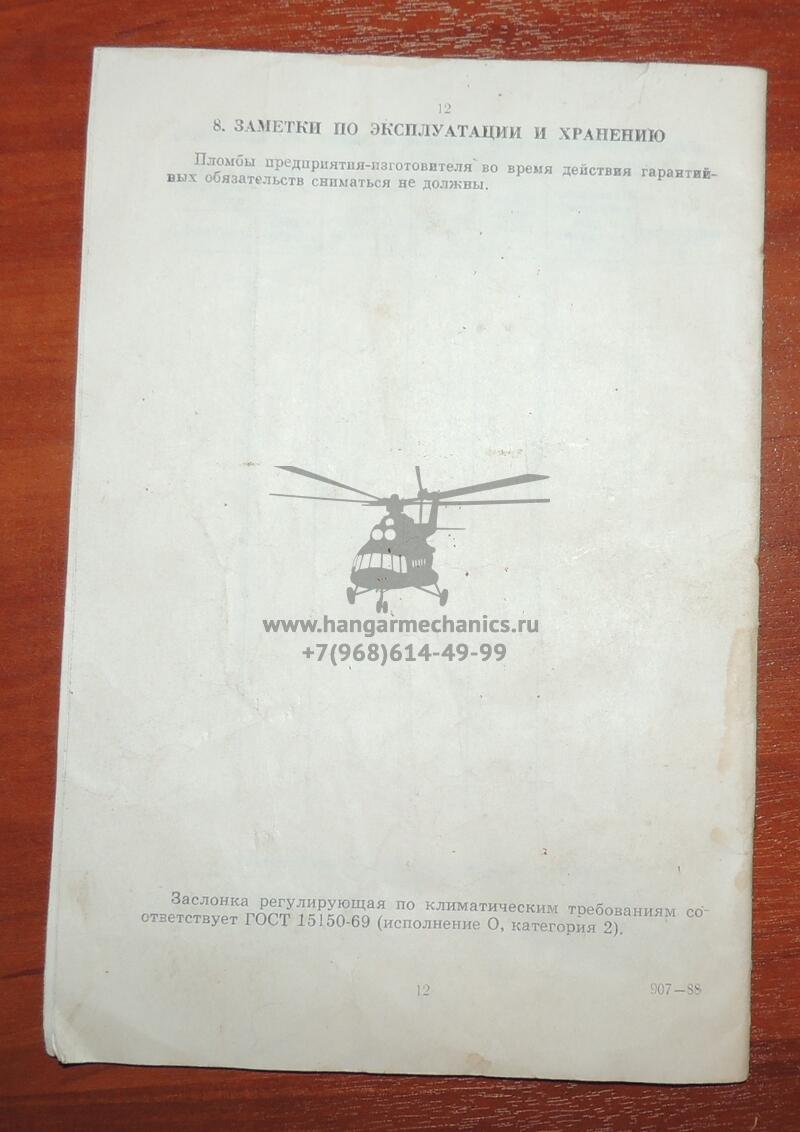 12
8. ЗАМЕТКИ ПО ЭКСПЛУАТАЦИИ И ХРАНЕНИЮ
Пломбы предприятия-изготовителя во время действия гарантий-
ных обязательств сниматься не должны.
www.hangarmechanics.ru
+7(968)614-49-99
Заслонка регулирующая по климатическим требованиям со-
ответствует ГОСТ 15150-69 (исполнение О, категория 2).
12
907—88